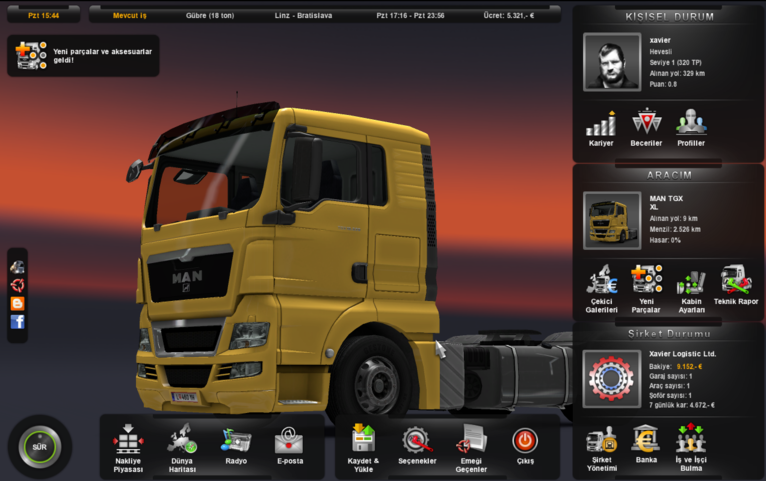 Pzt 15:44
Mevcut iş
Gübre (18 ton)
Linz - Bratislava
Pzt 17:16 - Pzt 23:56
Ücret: 5.321,- €
Yeni parçalar ve aksesuarlar
geldi!
KİŞİSEL DURUM
xavier
Hevesli
Seviye 1 (320 TP)
Alınan yol: 329 km
Puan: 0.8
Kariyer
Beceriler
Profiller
ARACIM
MAN TGX
XL
Alınan yol: 9 km
Menzil: 2.526 km
Hasar: 0%
Çekici
Galerileri
Yeni
Parçalar
Kabin
Ayarları
Teknik Rapor
Şirket Durumu
Xavier Logistic Ltd.
Bakiye: 9.152,- €
Garaj sayısı: 1
Araç sayısı: 1
Şoför sayısı: 1
7 günlük kar: 4.672,- €
Şirket
Yönetimi
Banka
İş ve İşçi
Bulma
MAN
SÜR
Nakliye
Piyasası
Dünya
Haritası
Radyo
E-posta
Kaydet &
Yükle
Seçenekler
Emeği
Geçenler
Çıkış